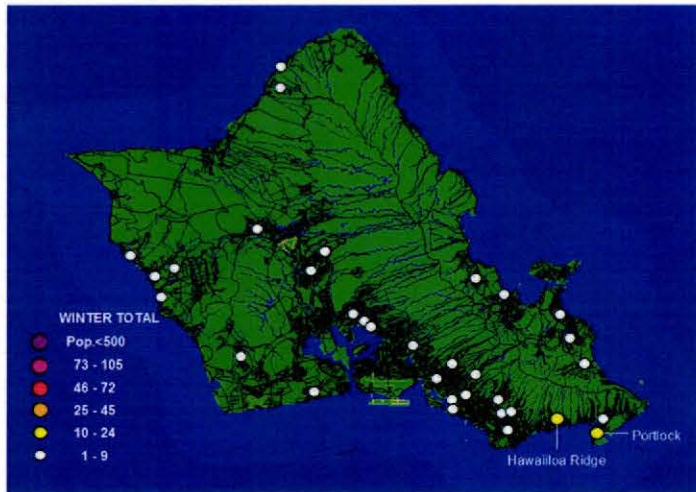 WINTER TOTAL
Pop.<500
73 - 105
46 - 72
25 - 45
10 - 24
1 - 9
Portlock
Hawaiiloa Ridge